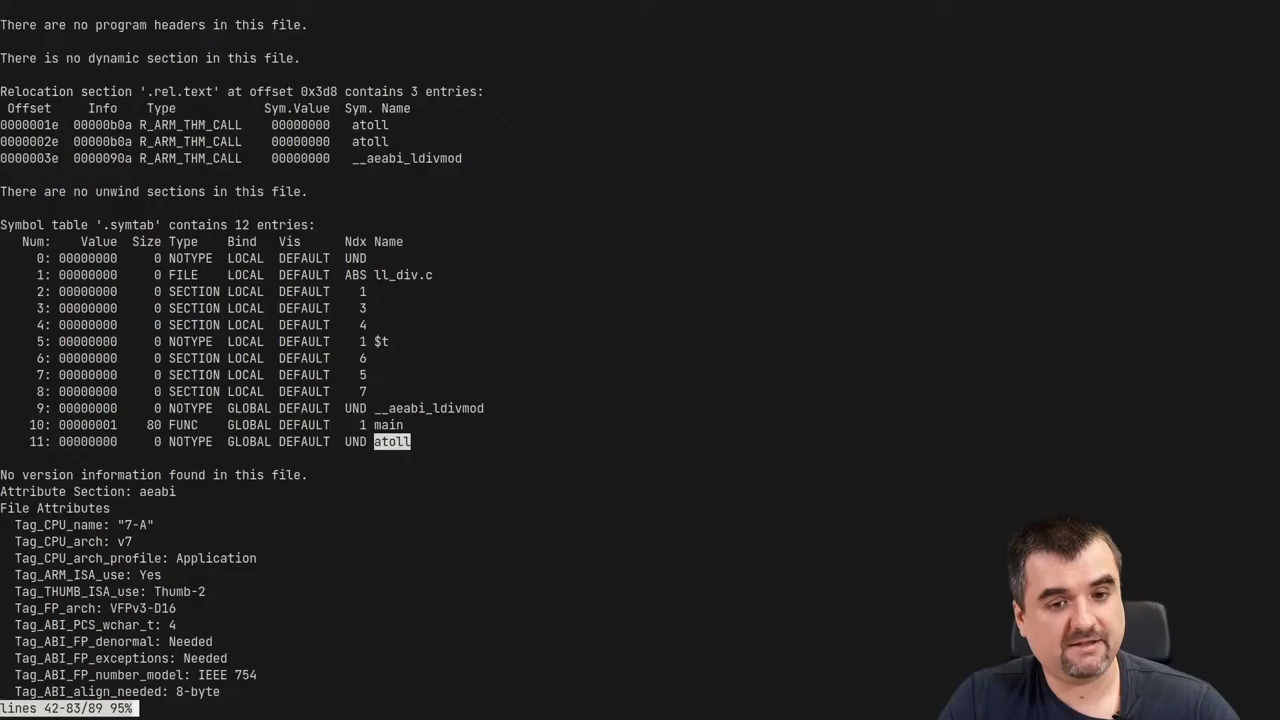 There are no program headers in this file.
There is no dynamic section in this file.
Relocation section '.rel.text' at offset 0x3d8 contains 3 entries:
Offset Info Type Sym.Value Sym. Name
0000001e 00000b0a R_ARM_THM_CALL 00000000 atoll
0000002e 00000b0a R_ARM_THM_CALL 00000000 atoll
0000003e 0000090a R_ARM_THM_CALL 00000000 __aeabi_ldivmod
There are no unwind sections in this file.
Symbol table '.symtab' contains 12 entries:
Num: Value Size Type Bind Vis Ndx Name
0: 00000000 0 NOTYPE LOCAL DEFAULT UND
1: 00000000 0 FILE LOCAL DEFAULT ABS ll_div.c
2: 00000000 0 SECTION LOCAL DEFAULT 1
3: 00000000 0 SECTION LOCAL DEFAULT 3
4: 00000000 0 SECTION LOCAL DEFAULT 4
5: 00000000 0 NOTYPE LOCAL DEFAULT 1 $t
6: 00000000 0 SECTION LOCAL DEFAULT 6
7: 00000000 0 SECTION LOCAL DEFAULT 5
8: 00000000 0 SECTION LOCAL DEFAULT 7
9: 00000000 0 NOTYPE GLOBAL DEFAULT UND __aeabi_ldivmod
10: 00000001 80 FUNC GLOBAL DEFAULT 1 main
11: 00000000 0 NOTYPE GLOBAL DEFAULT UND atoll
No version information found in this file.
Attribute Section: aeabi
File Attributes
Tag_CPU_name: "7-A"
Tag_CPU_arch: v7
Tag_CPU_arch_profile: Application
Tag_ARM_ISA_use: Yes
Tag_THUMB_ISA_use: Thumb-2
Tag_FP_arch: VFPv3-D16
Tag_ABI_PCS_wchar_t: 4
Tag_ABI_FP_denormal: Needed
Tag_ABI_FP_exceptions: Needed
Tag_ABI_FP_number_model: IEEE 754
Tag_ABI_align_needed: 8-byte
lines 42-83/89 95%